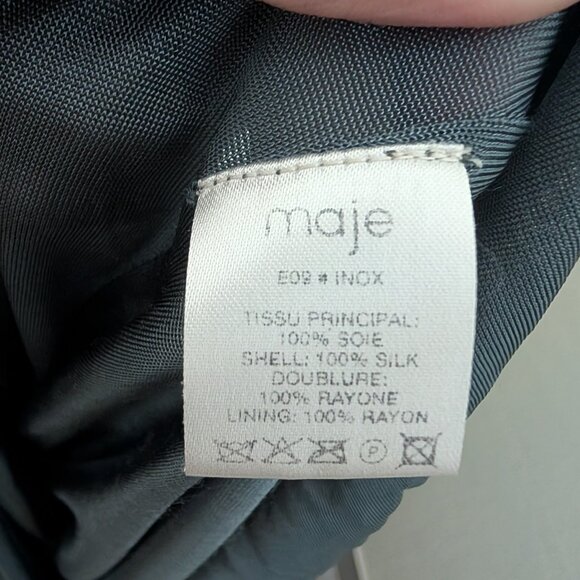 maje
E09 # INOX
TISSU PRINCIPAL:
100% SOIE
SHELL: 100% SILK
DOUBLURE:
100% RAYONE
LINING: 100% RAYON
P